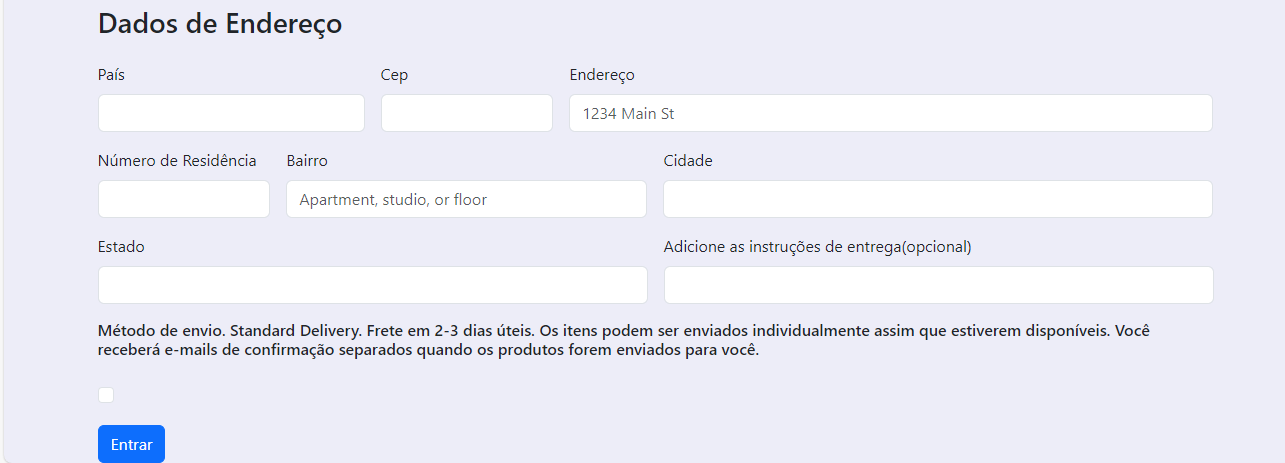 Dados de Endereço
País Cep Endereço
1234 Main St
Número de Residência Bairro Cidade
Apartment, studio, or floor
Estado Adicione as instruções de entrega(opcional)
Método de envio. Standard Delivery. Frete em 2-3 dias úteis. Os itens podem ser enviados individualmente assim que estiverem disponíveis. Você
receberá e-mails de confirmação separados quando os produtos forem enviados para você.
Entrar